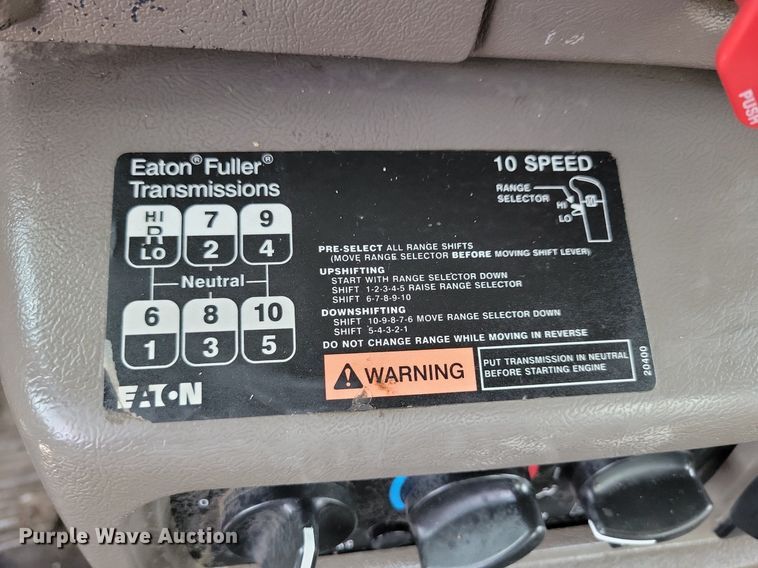 PUSH
Eaton® Fuller®
Transmissions
10 SPEED
RANGE
SELECTOR
HI
LO
HI 7 9
R
LO 2 4
Neutral
6 8 10
1 3 5
PRE-SELECT ALL RANGE SHIFTS
(MOVE RANGE SELECTOR BEFORE MOVING SHIFT LEVER)
UPSHIFTING
START WITH RANGE SELECTOR DOWN
SHIFT 1-2-3-4-5 RAISE RANGE SELECTOR
SHIFT 6-7-8-9-10
DOWNSHIFTING
SHIFT 10-9-8-7-6 MOVE RANGE SELECTOR DOWN
SHIFT 5-4-3-2-1
DO NOT CHANGE RANGE WHILE MOVING IN REVERSE
WARNING
PUT TRANSMISSION IN NEUTRAL
BEFORE STARTING ENGINE
20400
EATON
Purple Wave Auction